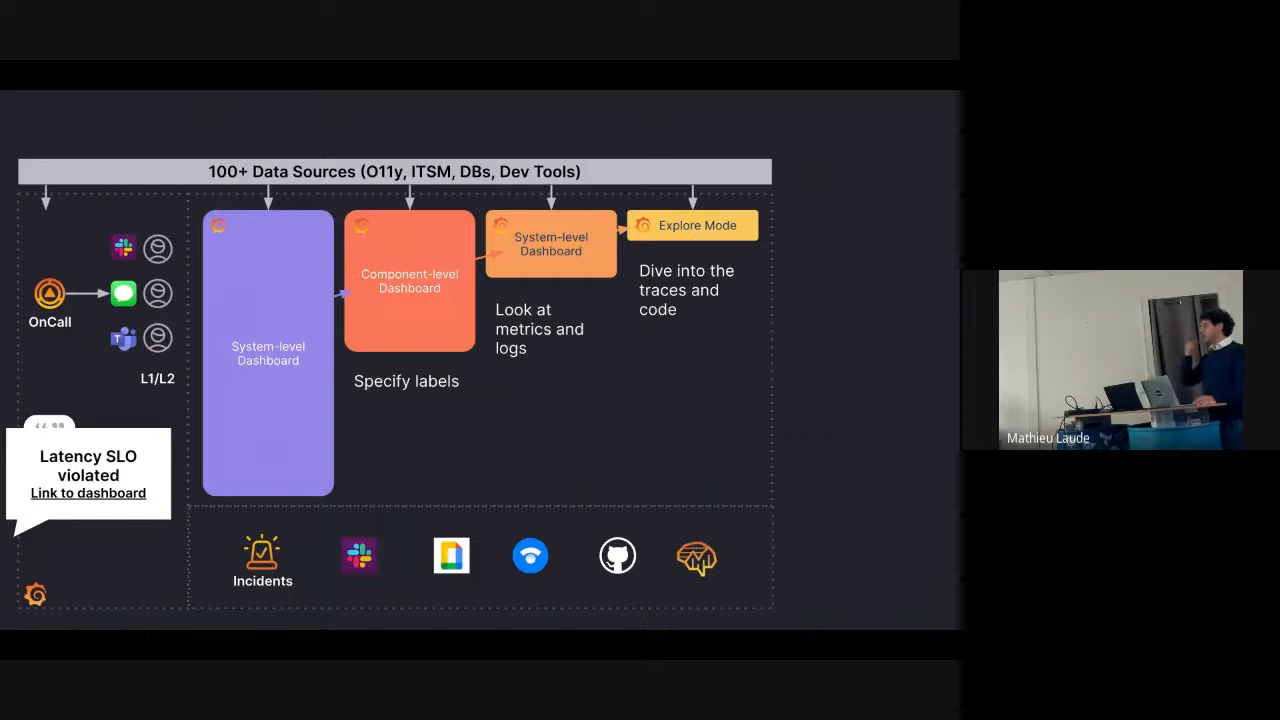 100+ Data Sources (O11y, ITSM, DBs, Dev Tools)
OnCall
L1/L2
Latency SLO
violated
Link to dashboard
System-level
Dashboard
Component-level
Dashboard
Specify labels
System-level
Dashboard
Look at
metrics and
logs
Explore Mode
Dive into the
traces and
code
Incidents
Mathieu Laude